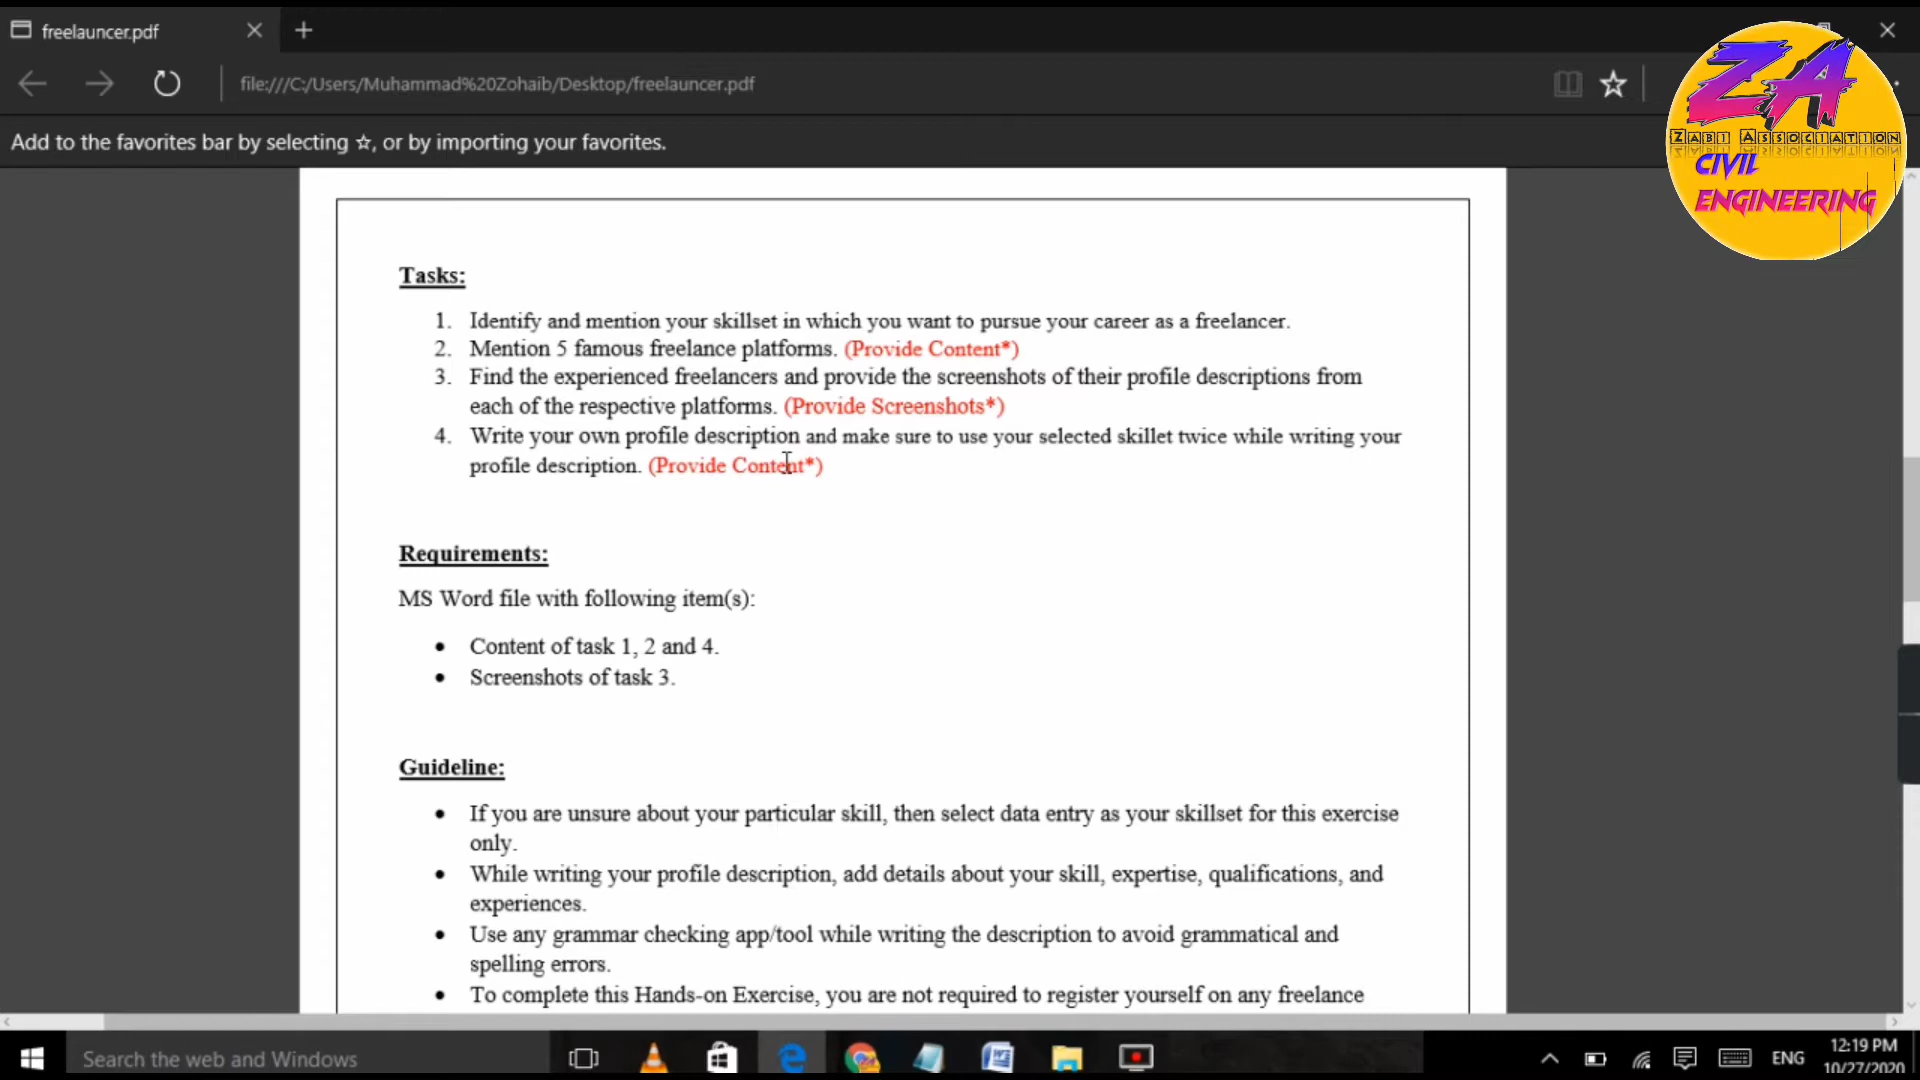 freelauncer.pdf
file:///C:/Users/Muhammad%20Zohaib/Desktop/freelauncer.pdf
Add to the favorites bar by selecting ☆, or by importing your favorites.
ZA
ZABI ASSOCIATION
CIVIL
ENGINEERING
Tasks:
1. Identify and mention your skillset in which you want to pursue your career as a freelancer.
2. Mention 5 famous freelance platforms. (Provide Content*)
3. Find the experienced freelancers and provide the screenshots of their profile descriptions from
each of the respective platforms. (Provide Screenshots*)
4. Write your own profile description and make sure to use your selected skillet twice while writing your
profile description. (Provide Content*)
Requirements:
MS Word file with following item(s):
• Content of task 1, 2 and 4.
• Screenshots of task 3.
Guideline:
• If you are unsure about your particular skill, then select data entry as your skillset for this exercise
only.
• While writing your profile description, add details about your skill, expertise, qualifications, and
experiences.
• Use any grammar checking app/tool while writing the description to avoid grammatical and
spelling errors.
• To complete this Hands-on Exercise, you are not required to register yourself on any freelance
Search the web and Windows
ENG
12:19 PM
10/27/2020